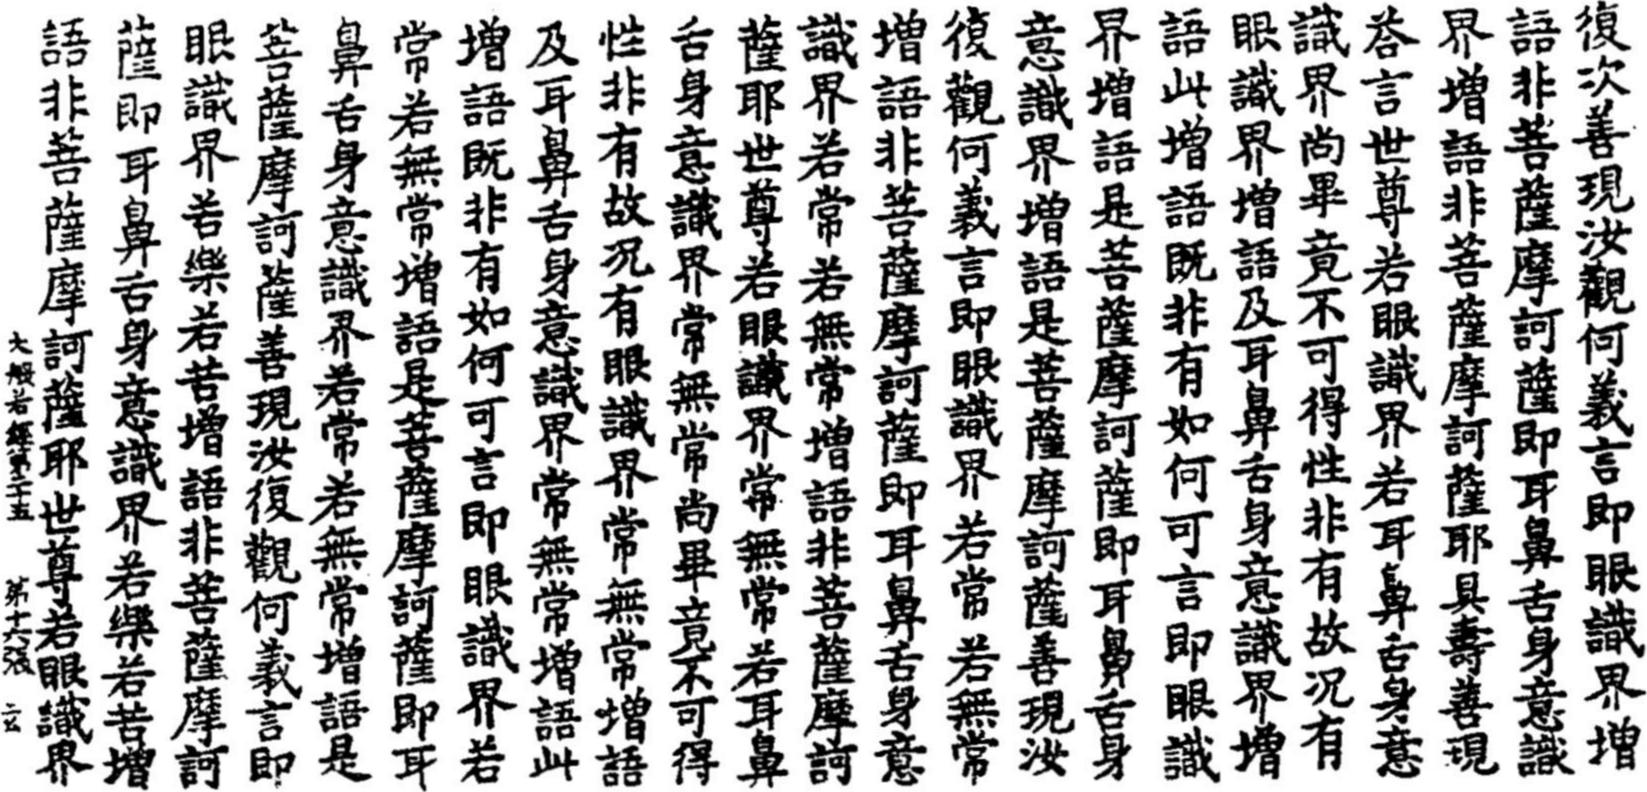 復次善現汝觀何義言即眼識界增
語非菩薩摩訶薩即耳鼻舌身意識
界增語非菩薩摩訶薩耶具壽善現
荅言世尊若眼識界若耳鼻舌身意
識界尚畢竟不可得性非有故況有
眼識界增語及耳鼻舌身意識界增
語此增語既非有如何可言即眼識
界增語是菩薩摩訶薩即耳鼻舌身
意識界增語是菩薩摩訶薩善現汝
復觀何義言即眼識界若常若無常
增語非菩薩摩訶薩即耳鼻舌身意
識界若常若無常增語非菩薩摩訶
薩耶世尊若眼識界常無常若耳鼻
舌身意識界常無常尚畢竟不可得
性非有故況有眼識界常無常增語
及耳鼻舌身意識界常無常增語此
增語既非有如何可言即眼識界若
常若無常增語是菩薩摩訶薩即耳
鼻舌身意識界若常若無常增語是
菩薩摩訶薩善現汝復觀何義言即
眼識界若樂若苦增語非菩薩摩訶
薩即耳鼻舌身意識界若樂若苦增
語非菩薩摩訶薩耶世尊若眼識界
大般若經第二十五 第十六張